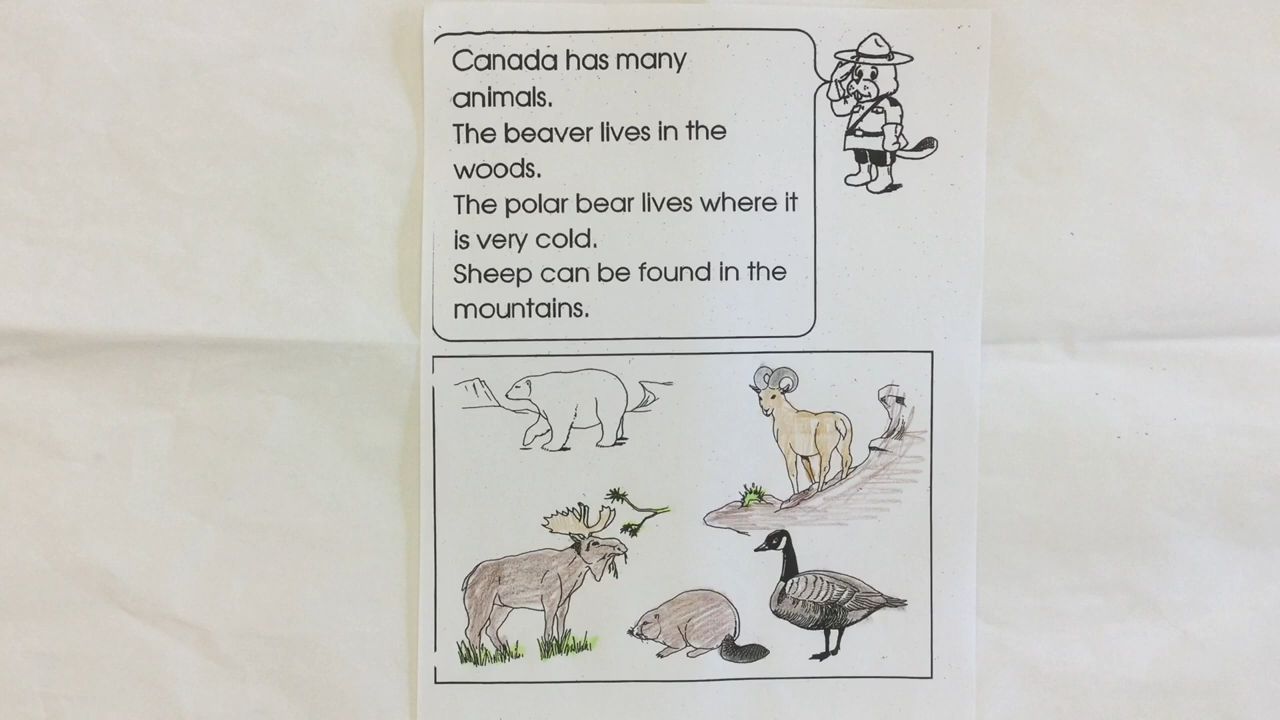 Canada has many
animals.
The beaver lives in the
woods.
The polar bear lives where it
is very cold.
Sheep can be found in the
mountains.